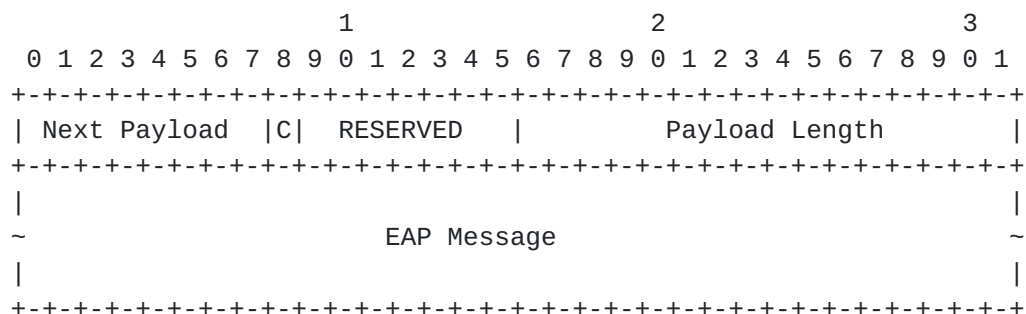 1                   2                   3
 0 1 2 3 4 5 6 7 8 9 0 1 2 3 4 5 6 7 8 9 0 1 2 3 4 5 6 7 8 9 0 1
+-+-+-+-+-+-+-+-+-+-+-+-+-+-+-+-+-+-+-+-+-+-+-+-+-+-+-+-+-+-+-+-+
| Next Payload  |C|  RESERVED   |         Payload Length        |
+-+-+-+-+-+-+-+-+-+-+-+-+-+-+-+-+-+-+-+-+-+-+-+-+-+-+-+-+-+-+-+-+
|                                                               |
~                       EAP Message                             ~
|                                                               |
+-+-+-+-+-+-+-+-+-+-+-+-+-+-+-+-+-+-+-+-+-+-+-+-+-+-+-+-+-+-+-+-+